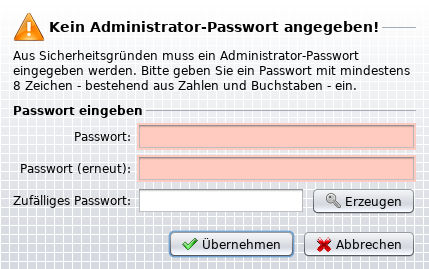 Kein Administrator-Passwort angegeben!
Aus Sicherheitsgründen muss ein Administrator-Passwort
eingegeben werden. Bitte geben Sie ein Passwort mit mindestens
8 Zeichen - bestehend aus Zahlen und Buchstaben - ein.
Passwort eingeben
Passwort:
Passwort (erneut):
Zufälliges Passwort: Erzeugen
Übernehmen Abbrechen